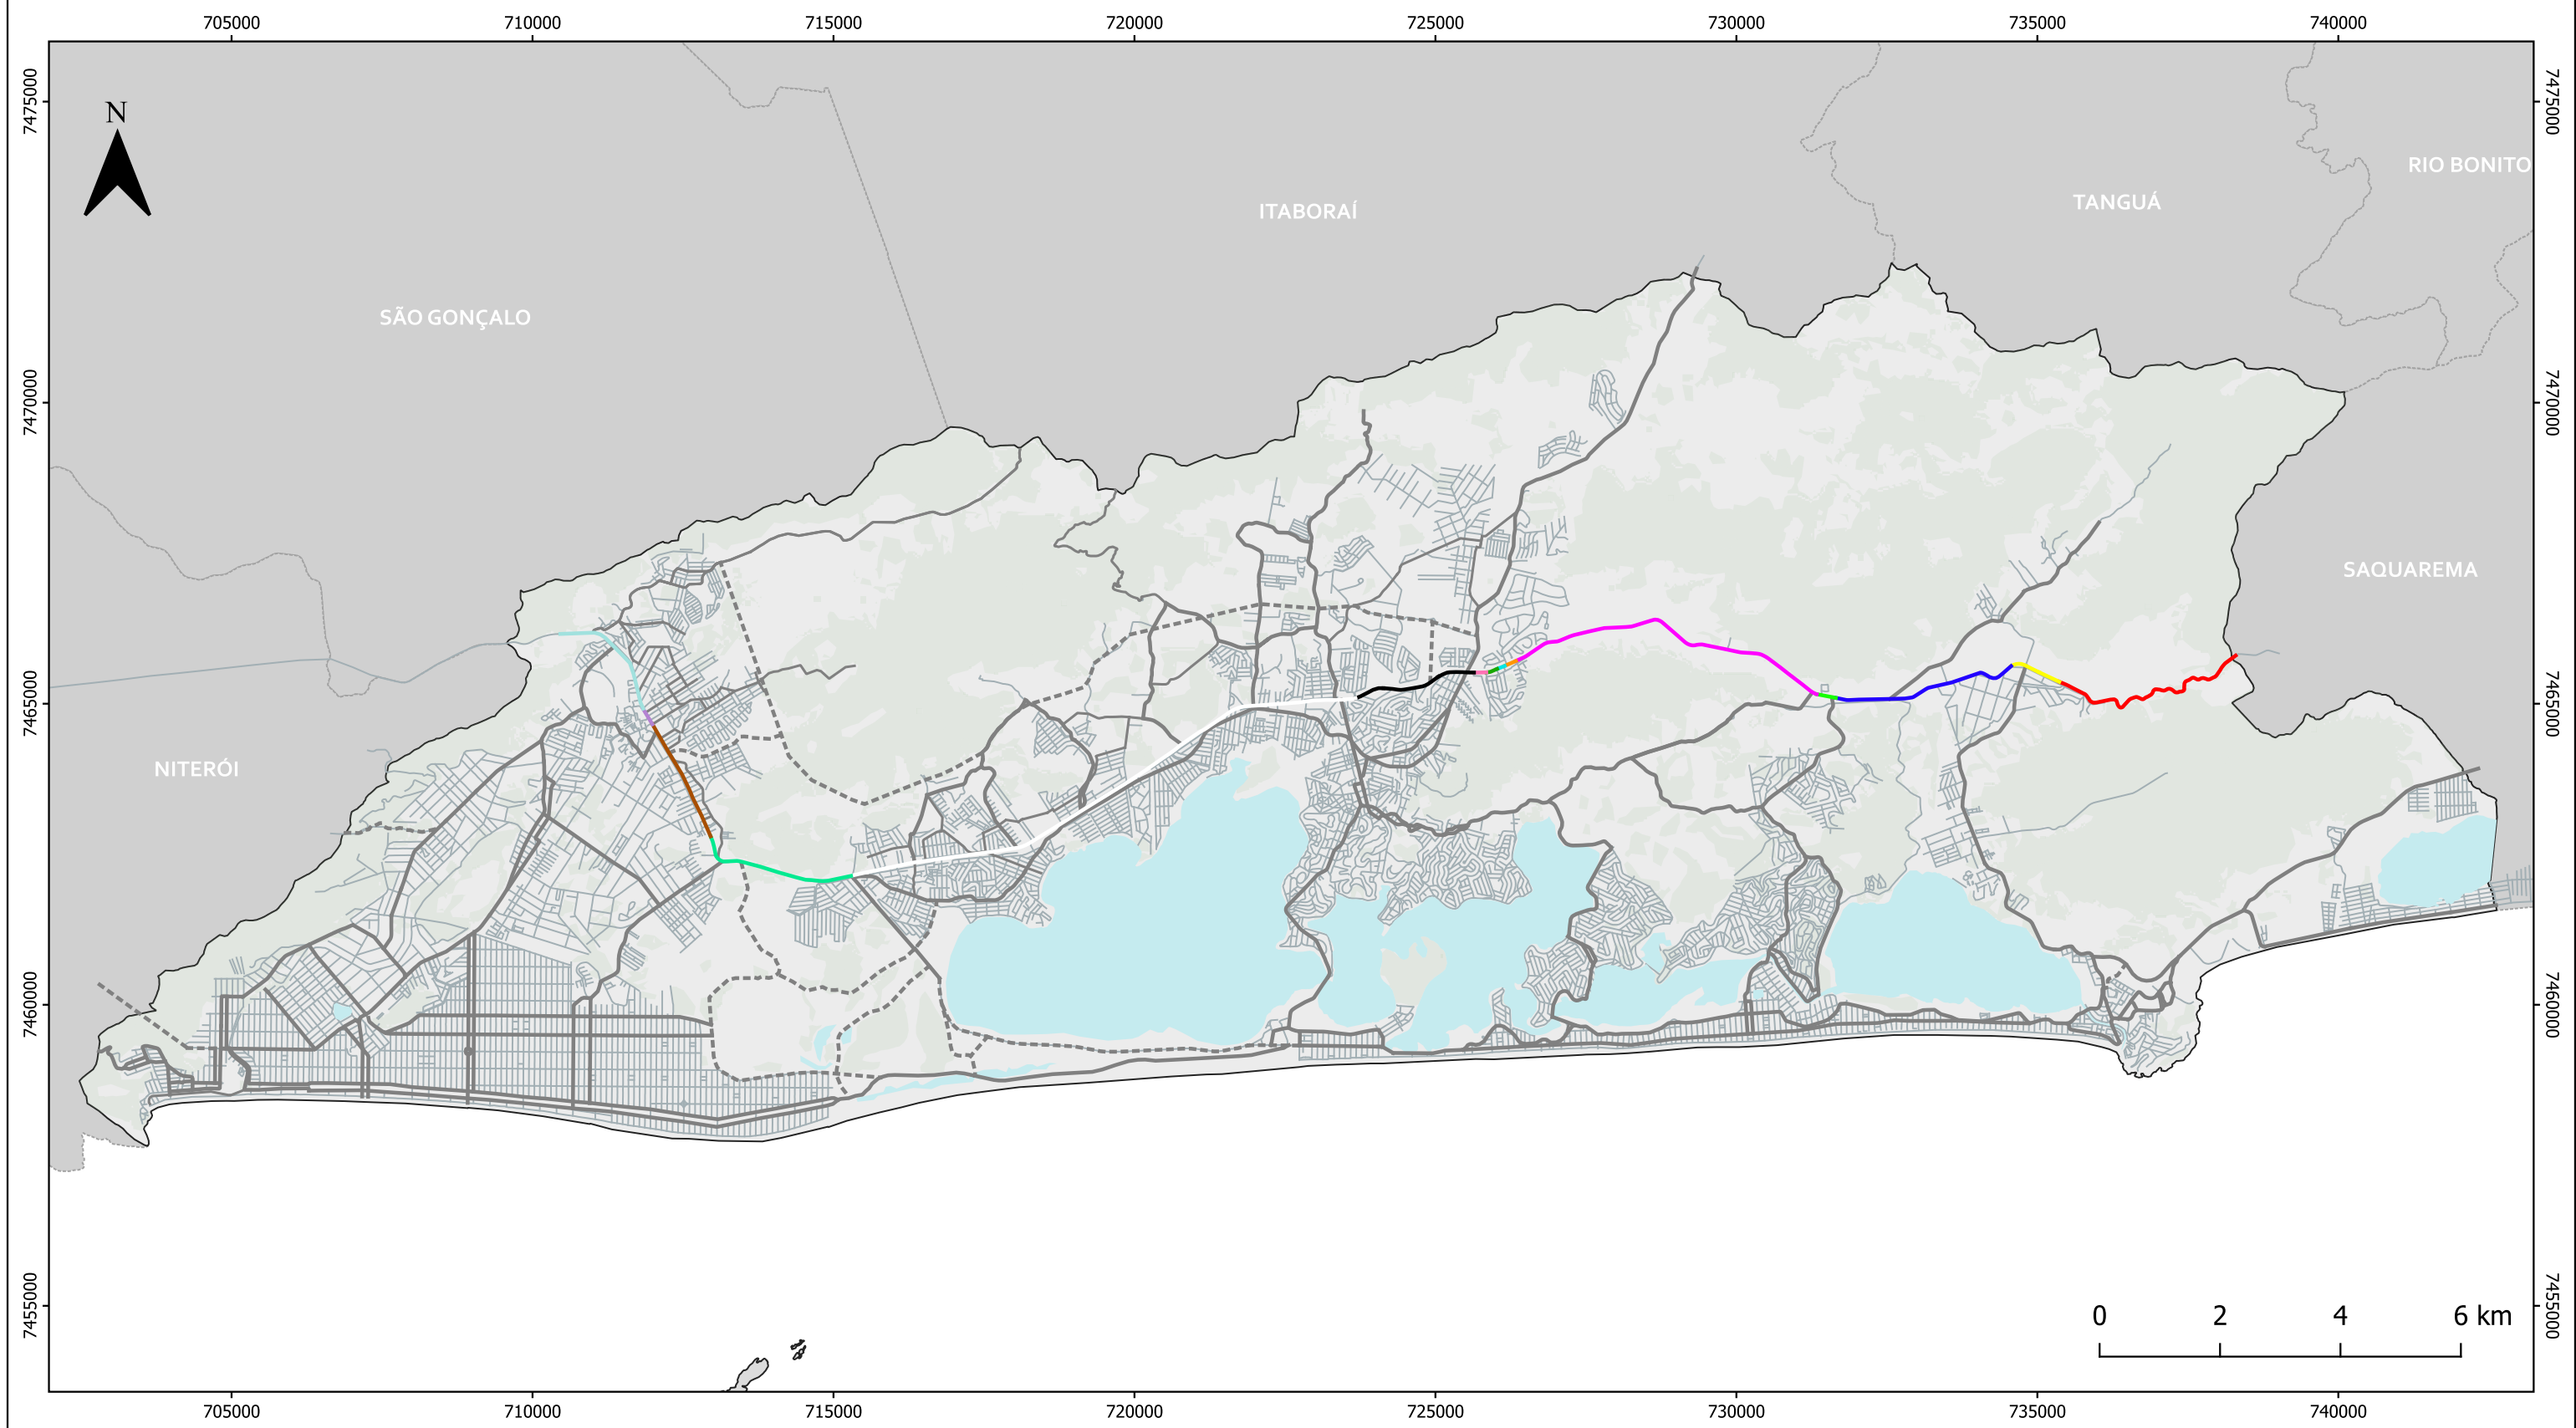 705000 710000 715000 720000 725000 730000 735000 740000
7475000 7475000
N
RIO BONITO
TANGUÁ
ITABORAÍ
SÃO GONÇALO
7470000 7470000
SAQUAREMA
7465000 7465000
NITERÓI
7460000 7460000
7455000 7455000
0 2 4 6 km
705000 710000 715000 720000 725000 730000 735000 740000